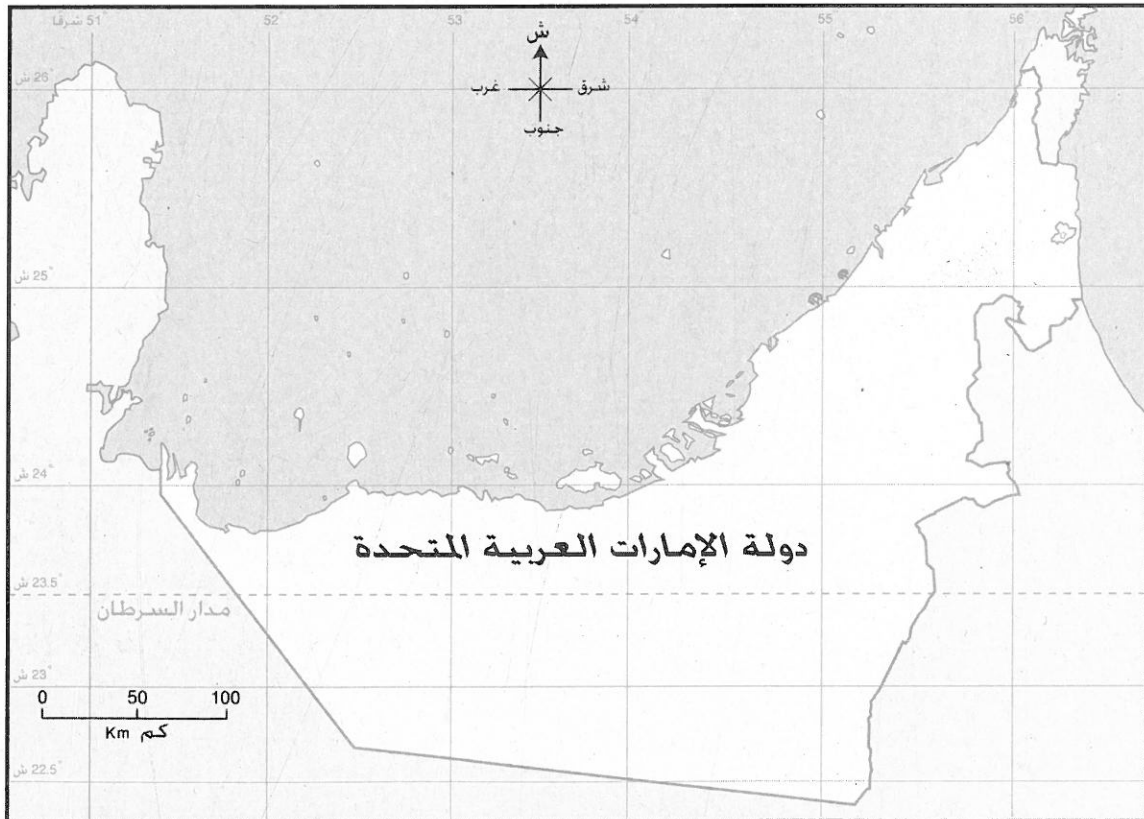 شرقا 51° 52° 53° 54° 55° 56°
ش
غرب شرق
جنوب
26° ش
25° ش
24° ش
دولة الإمارات العربية المتحدة
23.5° ش
مدار السرطان
23° ش
0 50 100
Km كم
22.5° ش